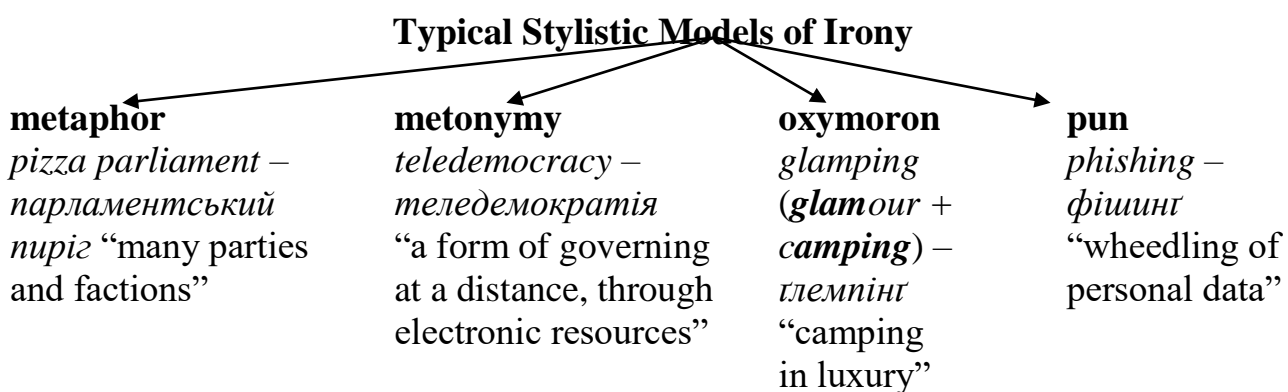 Typical Stylistic Models of Irony
metaphor
pizza parliament –
парламентський
пиріг “many parties
and factions”
metonymy
teledemocracy –
теледемократія
“a form of governing
at a distance, through
electronic resources”
oxymoron
glamping
(glamour +
camping) –
ґлемпінґ
“camping
in luxury”
pun
phishing –
фішинґ
“wheedling of
personal data”